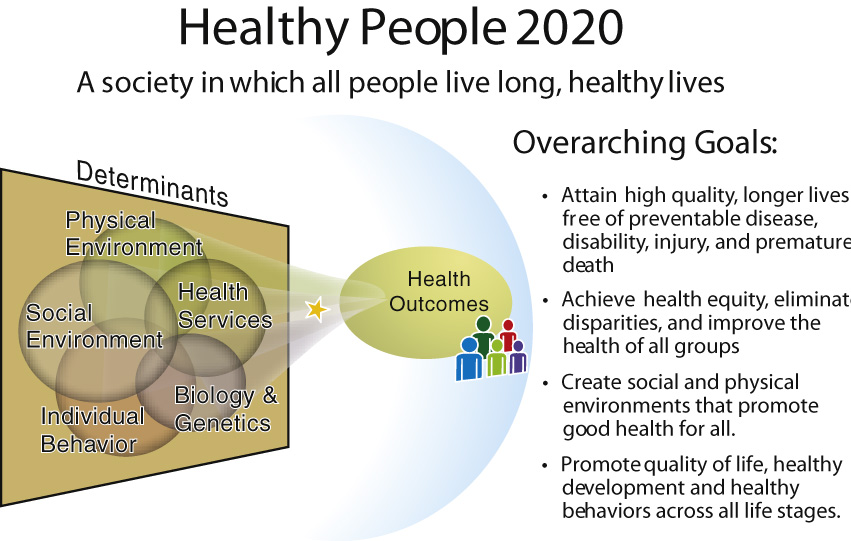 Healthy People 2020
A society in which all people live long, healthy lives
Determinants
Physical
Environment
Health
Services
Social
Environment
Biology &
Genetics
Individual
Behavior
Health
Outcomes
Overarching Goals:
• Attain high quality, longer lives
free of preventable disease,
disability, injury, and premature
death
• Achieve health equity, eliminate
disparities, and improve the
health of all groups
• Create social and physical
environments that promote
good health for all.
• Promote quality of life, healthy
development and healthy
behaviors across all life stages.